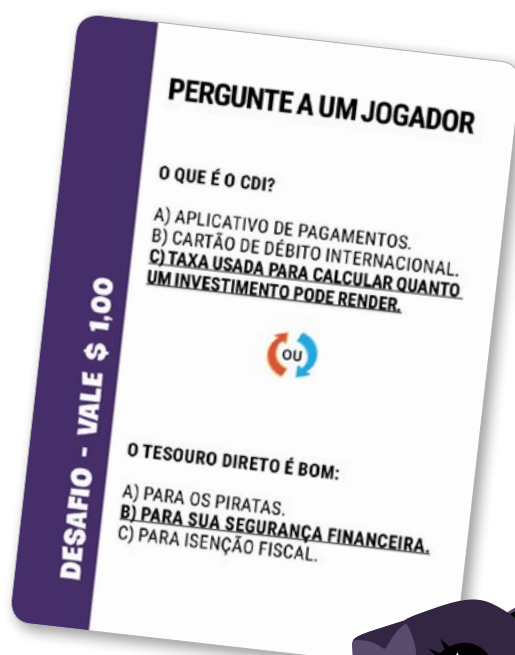 PERGUNTE A UM JOGADOR
O QUE É O CDI?
A) APLICATIVO DE PAGAMENTOS.
B) CARTÃO DE DÉBITO INTERNACIONAL.
C) TAXA USADA PARA CALCULAR QUANTO
UM INVESTIMENTO PODE RENDER.
OU
O TESOURO DIRETO É BOM:
A) PARA OS PIRATAS.
B) PARA SUA SEGURANÇA FINANCEIRA.
C) PARA ISENÇÃO FISCAL.
DESAFIO - VALE $ 1,00